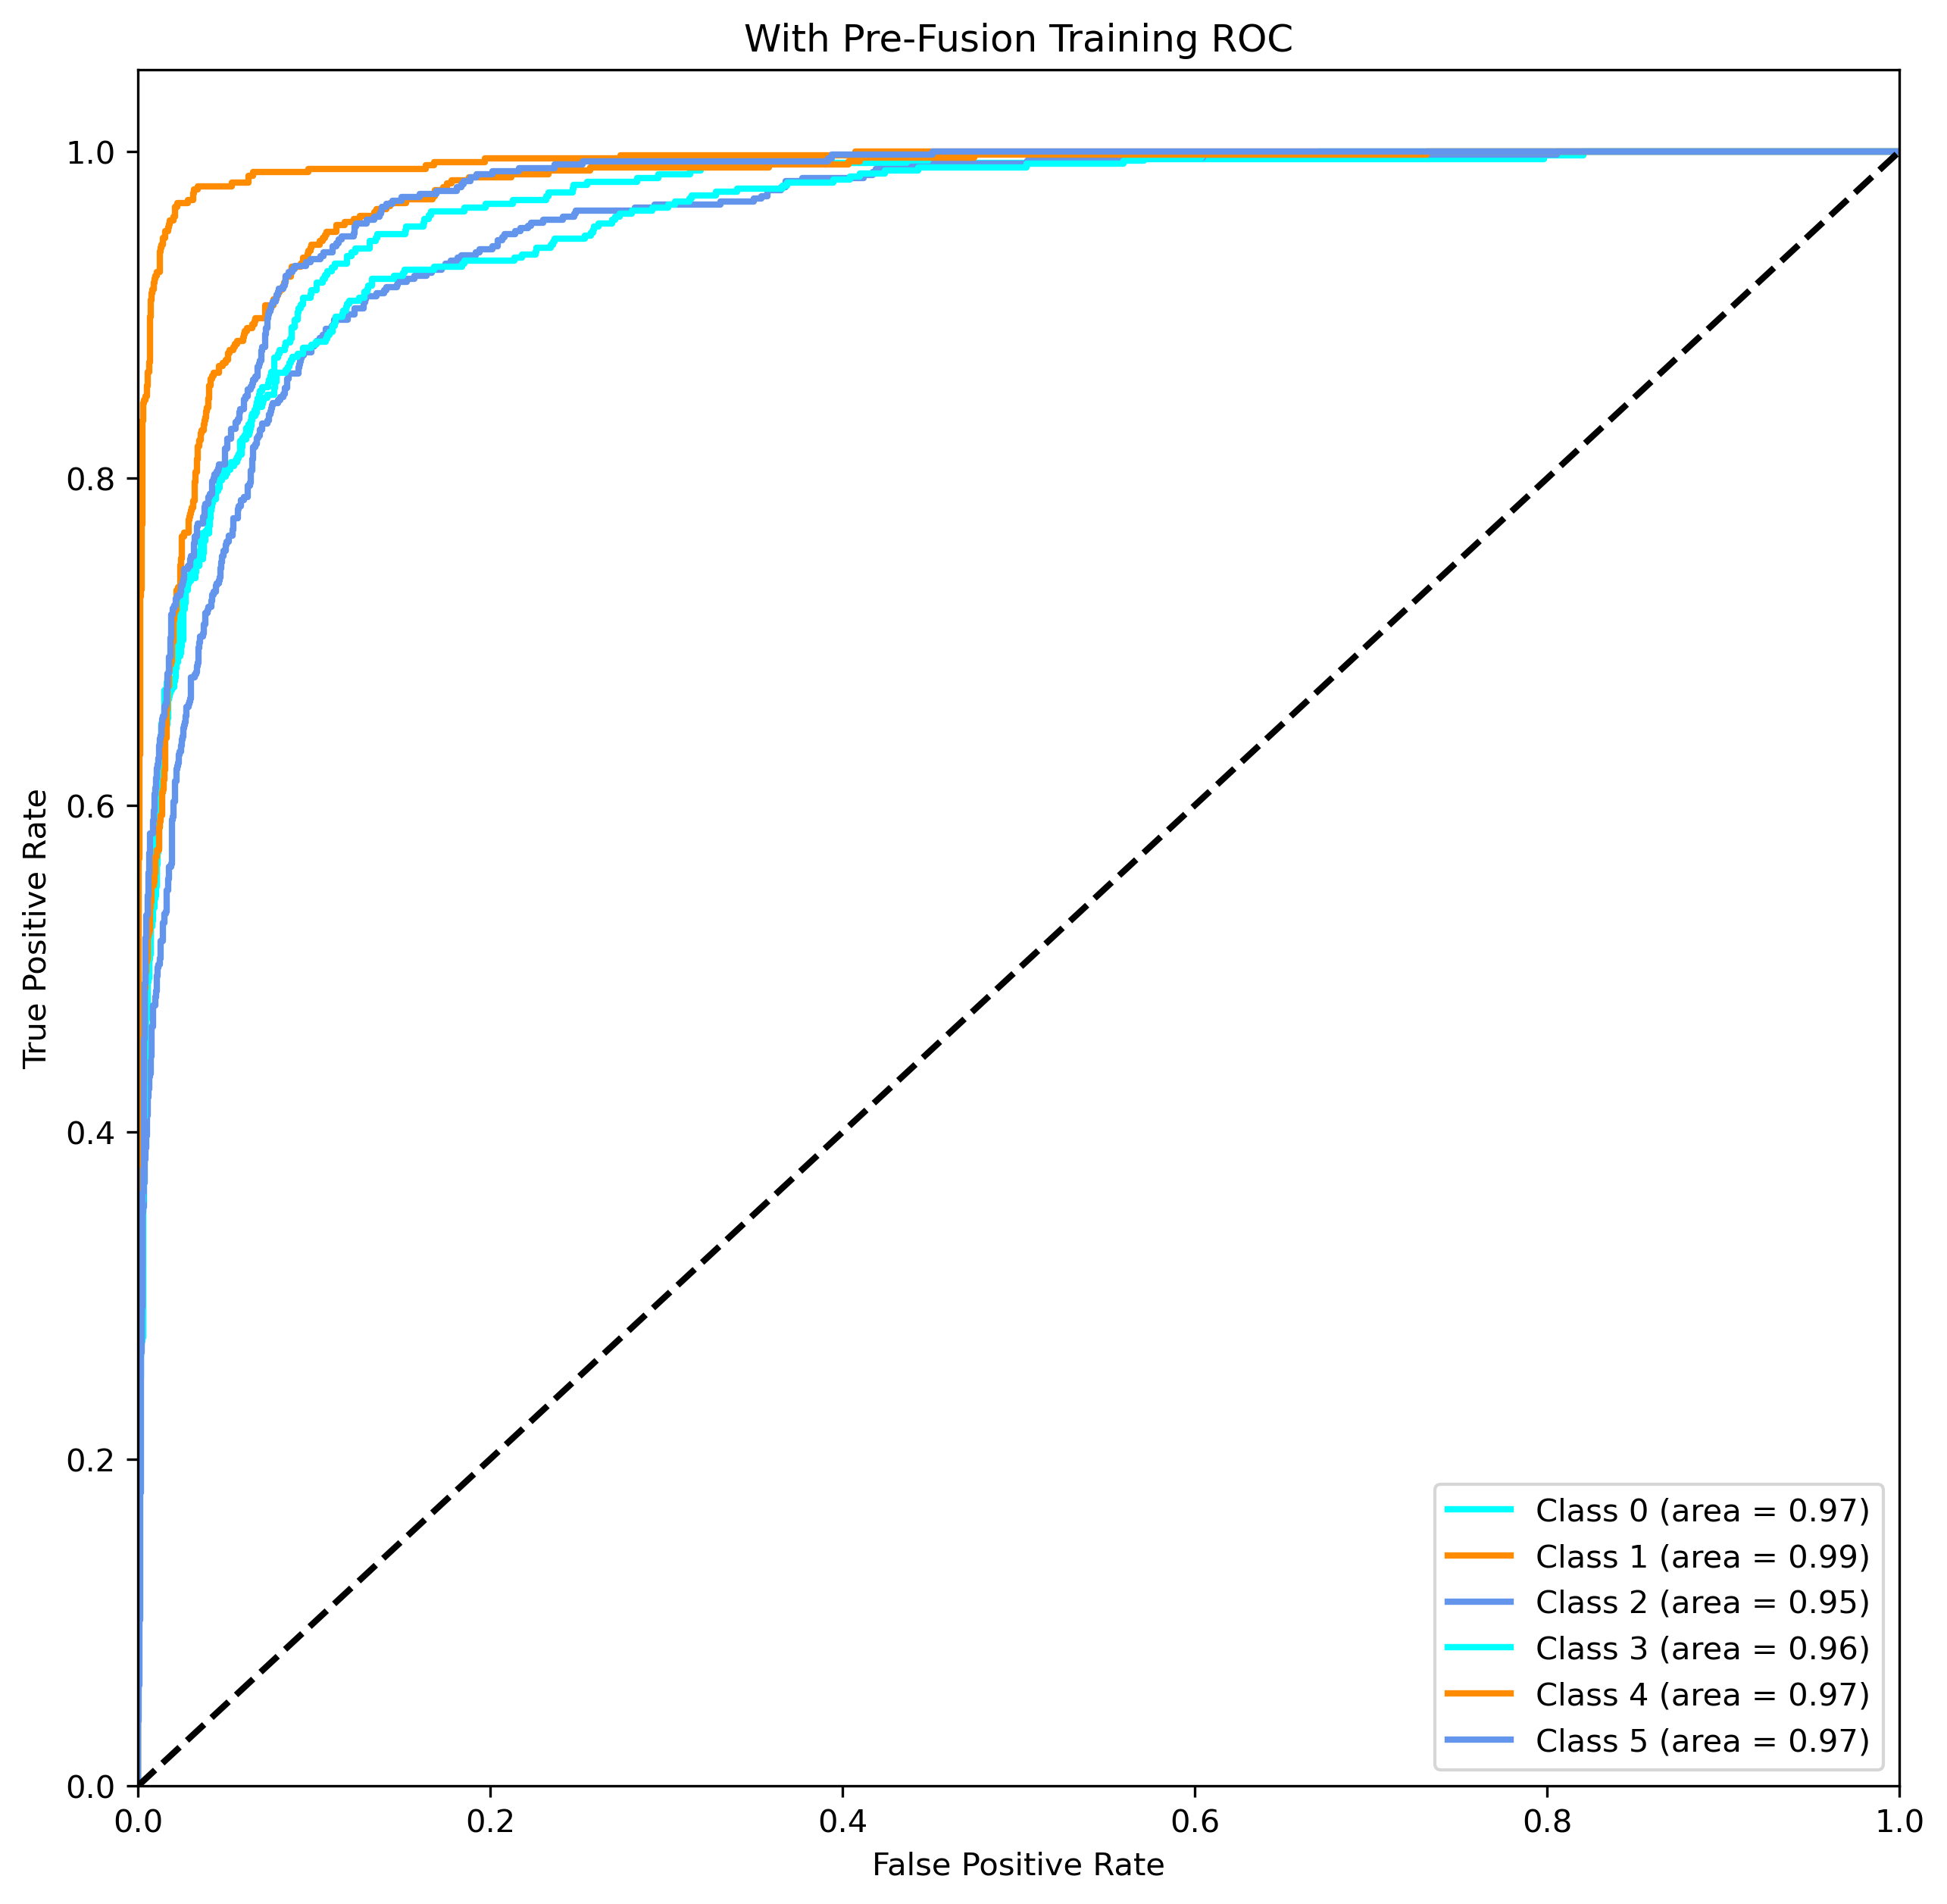 With Pre-Fusion Training ROC
True Positive Rate
1.0
0.8
0.6
0.4
0.2
0.0
0.0 0.2 0.4 0.6 0.8 1.0
False Positive Rate
Class 0 (area = 0.97)
Class 1 (area = 0.99)
Class 2 (area = 0.95)
Class 3 (area = 0.96)
Class 4 (area = 0.97)
Class 5 (area = 0.97)